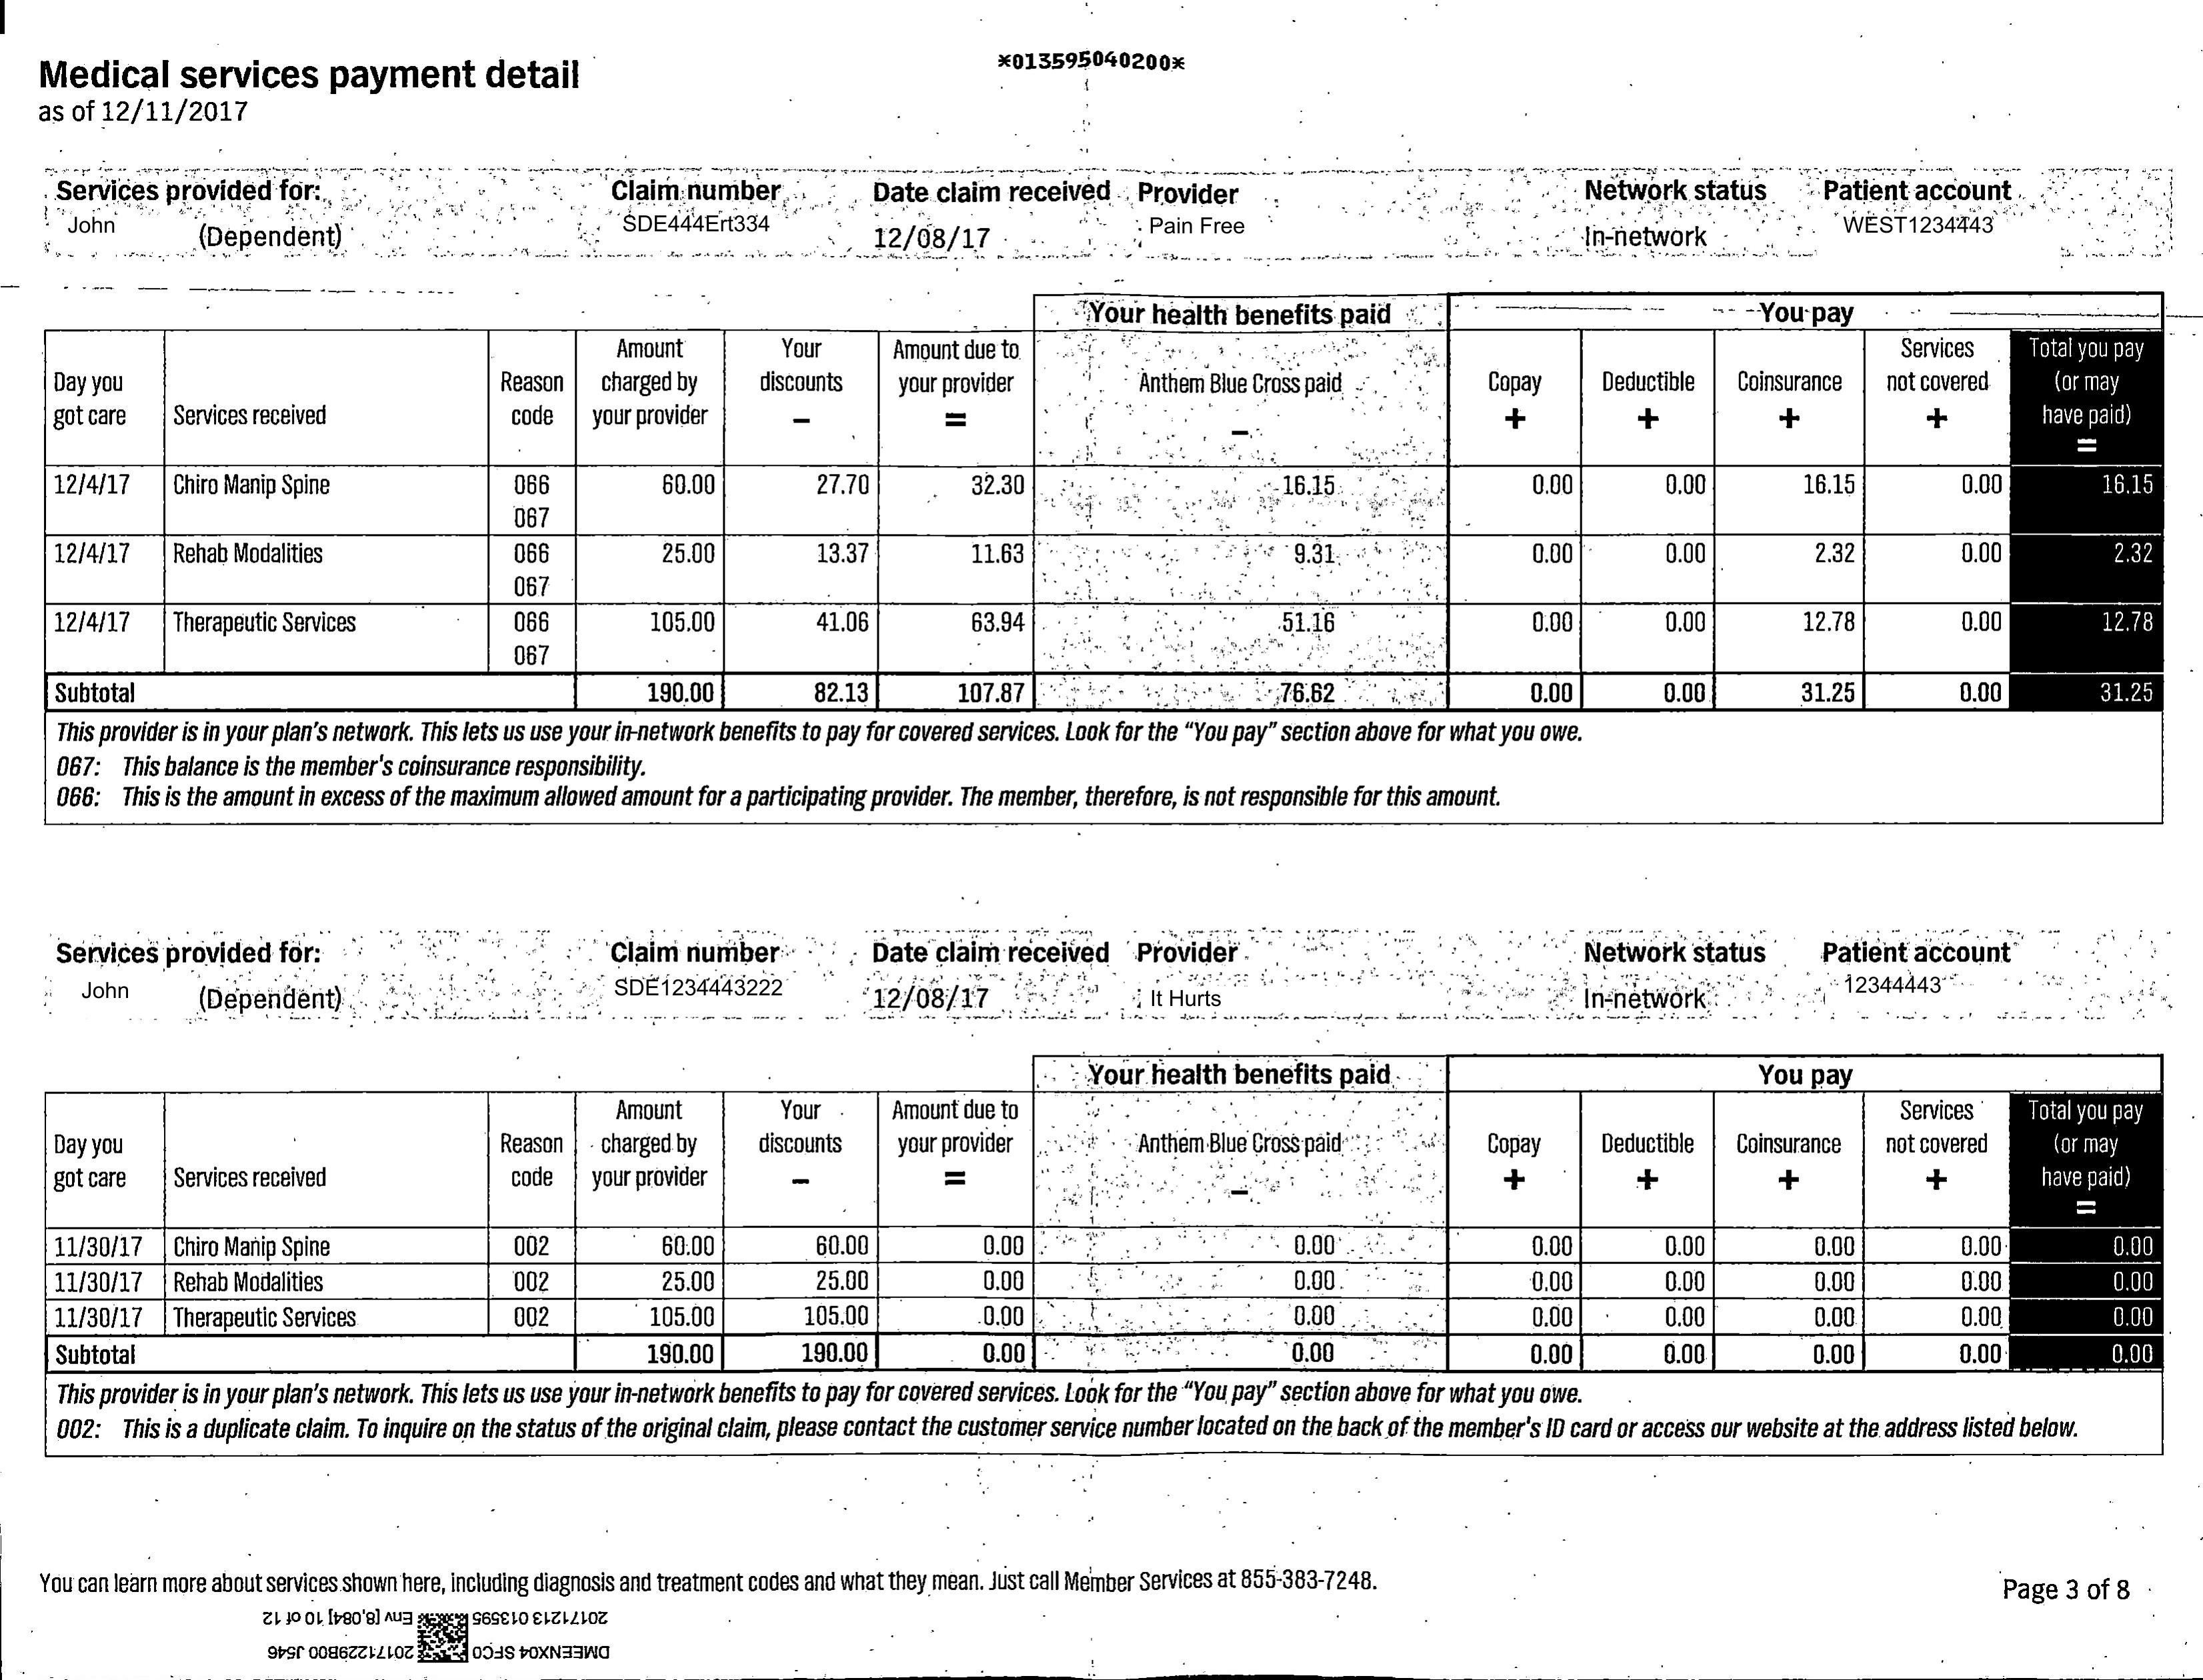 *013595040200*
Medical services payment detail
as of 12/11/2017
Services provided for: Claim number Date claim received Provider Network status Patient account
John (Dependent) SDE444Ert334 12/08/17 Pain Free In-network WEST1234443
Your health benefits paid You pay
Amount Your Amount due to Services Total you pay
Day you Reason charged by discounts your provider Anthem Blue Cross paid Copay Deductible Coinsurance not covered (or may
got care Services received code your provider − = − + + + + have paid)
=
12/4/17 Chiro Manip Spine 066 60.00 27.70 32.30 16.15 0.00 0.00 16.15 0.00 16.15
067
12/4/17 Rehab Modalities 066 25.00 13.37 11.63 9.31 0.00 0.00 2.32 0.00 2.32
067
12/4/17 Therapeutic Services 066 105.00 41.06 63.94 51.16 0.00 0.00 12.78 0.00 12.78
067
Subtotal 190.00 82.13 107.87 76.62 0.00 0.00 31.25 0.00 31.25
This provider is in your plan's network. This lets us use your in-network benefits to pay for covered services. Look for the "You pay" section above for what you owe.
067: This balance is the member's coinsurance responsibility.
066: This is the amount in excess of the maximum allowed amount for a participating provider. The member, therefore, is not responsible for this amount.
Services provided for: Claim number Date claim received Provider Network status Patient account
John (Dependent) SDE1234443222 12/08/17 It Hurts In-network 12344443
Your health benefits paid You pay
Amount Your Amount due to Services Total you pay
Day you Reason charged by discounts your provider Anthem Blue Cross paid Copay Deductible Coinsurance not covered (or may
got care Services received code your provider − = − + + + + have paid)
=
11/30/17 Chiro Manip Spine 002 60.00 60.00 0.00 0.00 0.00 0.00 0.00 0.00 0.00
11/30/17 Rehab Modalities 002 25.00 25.00 0.00 0.00 0.00 0.00 0.00 0.00 0.00
11/30/17 Therapeutic Services 002 105.00 105.00 0.00 0.00 0.00 0.00 0.00 0.00 0.00
Subtotal 190.00 190.00 0.00 0.00 0.00 0.00 0.00 0.00 0.00
This provider is in your plan's network. This lets us use your in-network benefits to pay for covered services. Look for the "You pay" section above for what you owe.
002: This is a duplicate claim. To inquire on the status of the original claim, please contact the customer service number located on the back of the member's ID card or access our website at the address listed below.
You can learn more about services shown here, including diagnosis and treatment codes and what they mean. Just call Member Services at 855-383-7248.
Page 3 of 8
DMEENX04 SFCO 20171229B00 J546
20171213 013595 Env [8,084] 10 of 12